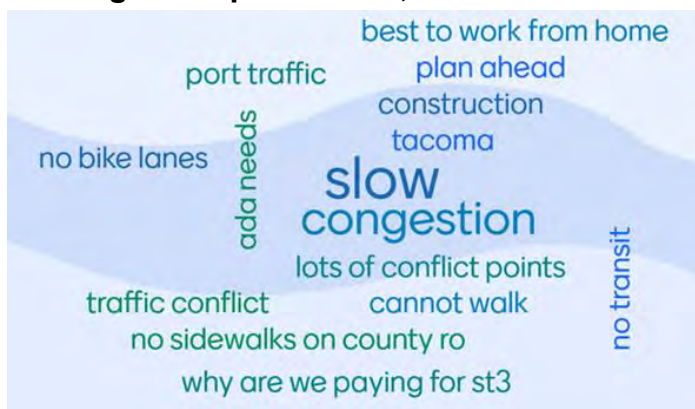 best to work from home
port traffic
plan ahead
construction
tacoma
no bike lanes
ada needs
slow
congestion
lots of conflict points
traffic conflict
cannot walk
no transit
no sidewalks on county ro
why are we paying for st3